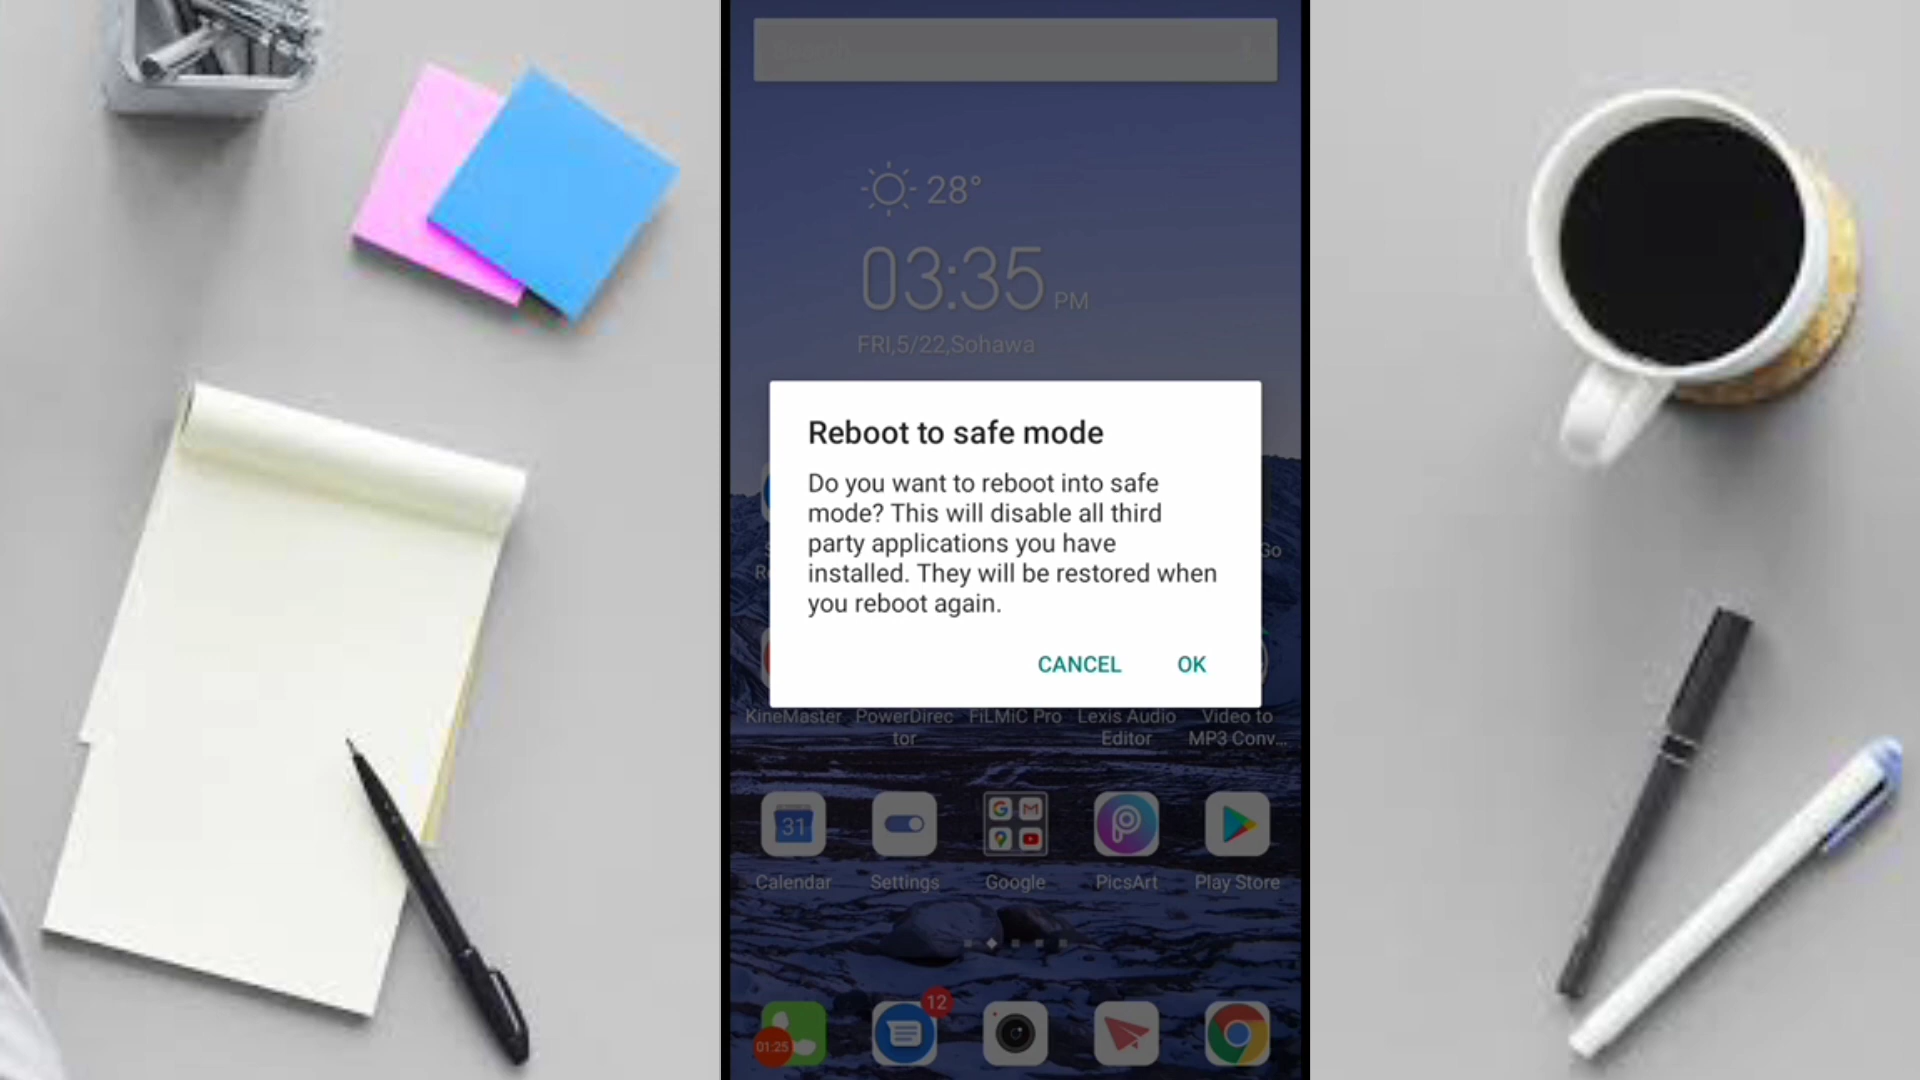 28°
03:35 PM
FRI,5/22,Sohawa
Reboot to safe mode
Do you want to reboot into safe
mode? This will disable all third
party applications you have
installed. They will be restored when
you reboot again.
CANCEL OK
KineMaster PowerDirec FiLMiC Pro Lexis Audio Video to
tor Editor MP3 Conv...
31
Calendar Settings Google PicsArt Play Store
12
01:25